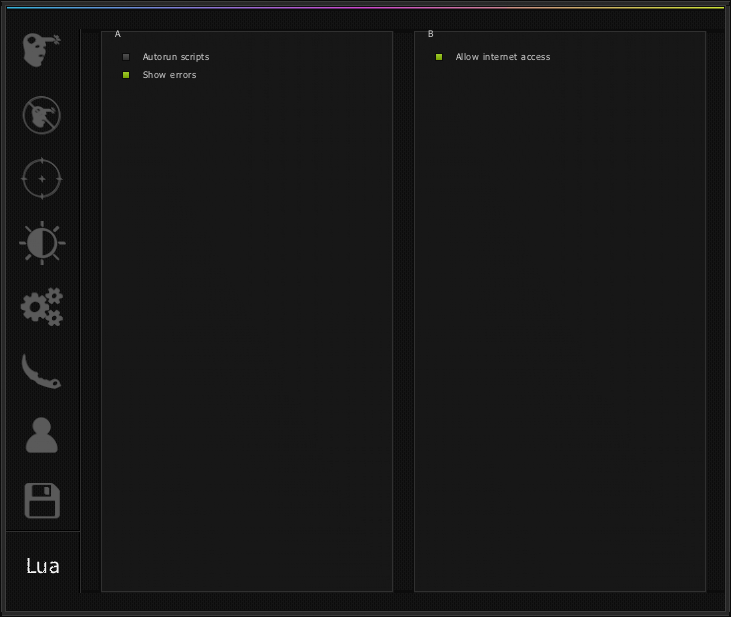 A
Autorun scripts
Show errors
B
Allow internet access
Lua